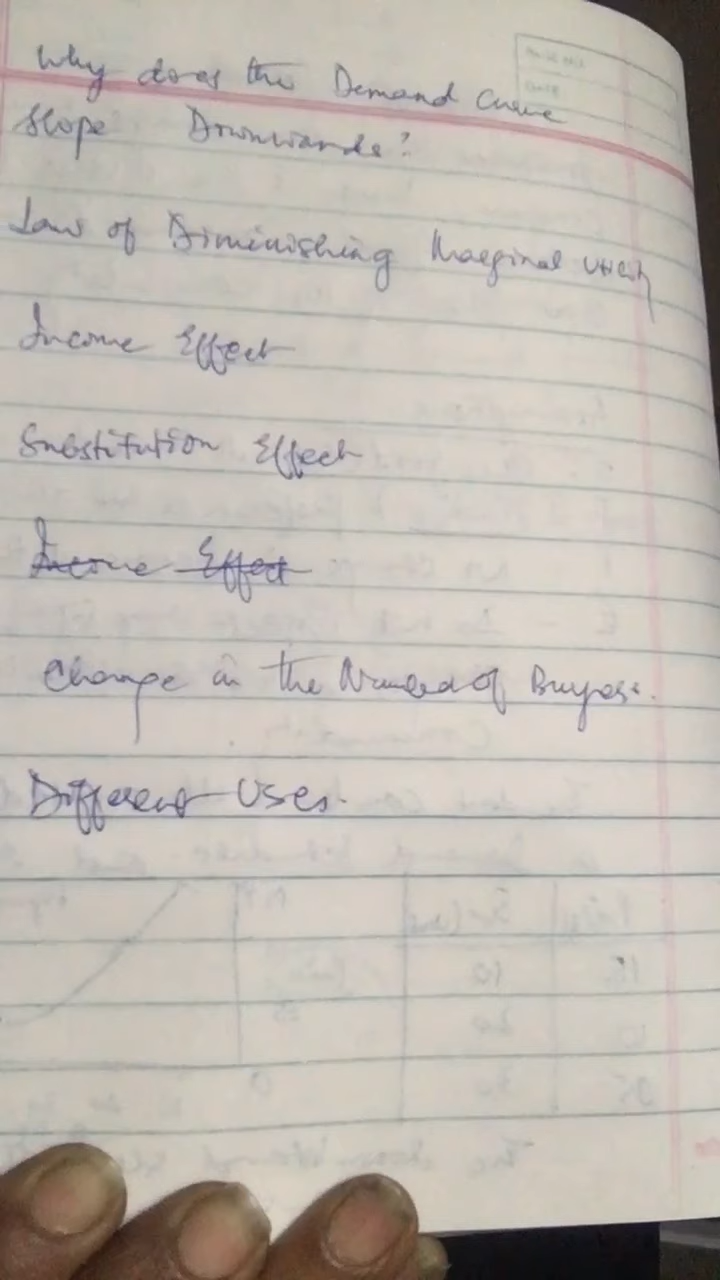 Why does the Demand Curve
Slope Downwards?
Law of Diminishing Marginal Utility
Income Effect
Substitution Effect
Income Effect
Change in the of Buyers.
Different Uses.